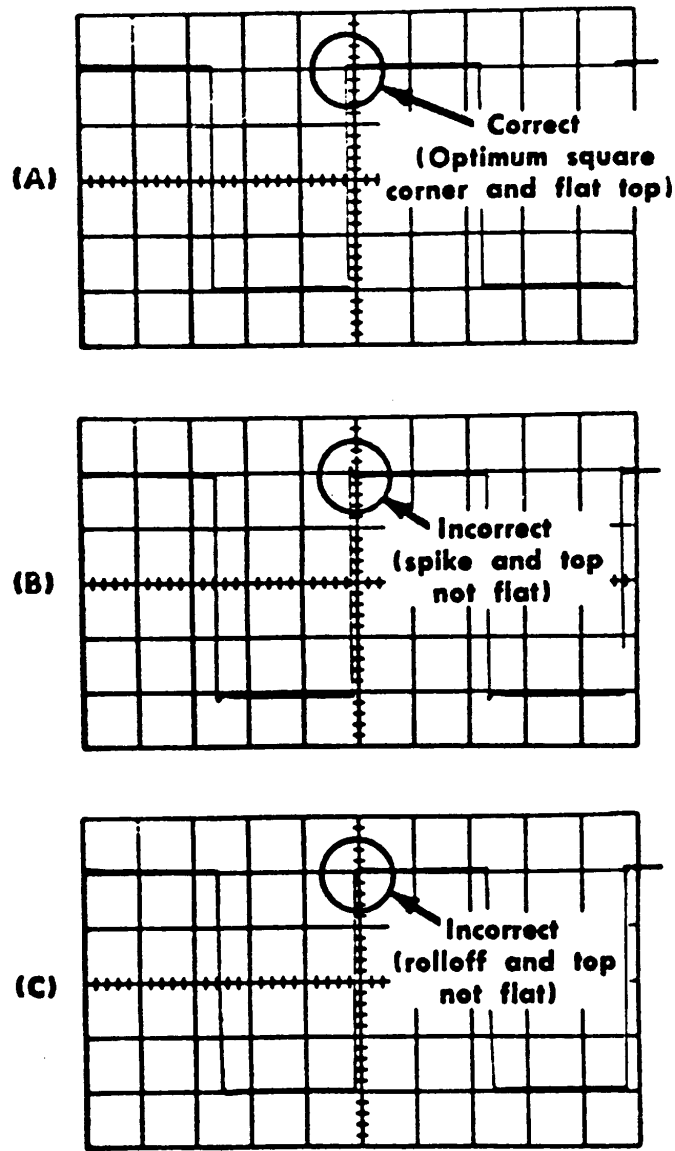 (A)
Correct
(Optimum square
corner and flat top)
(B)
Incorrect
(spike and top
not flat)
(C)
Incorrect
(rolloff and top
not flat)